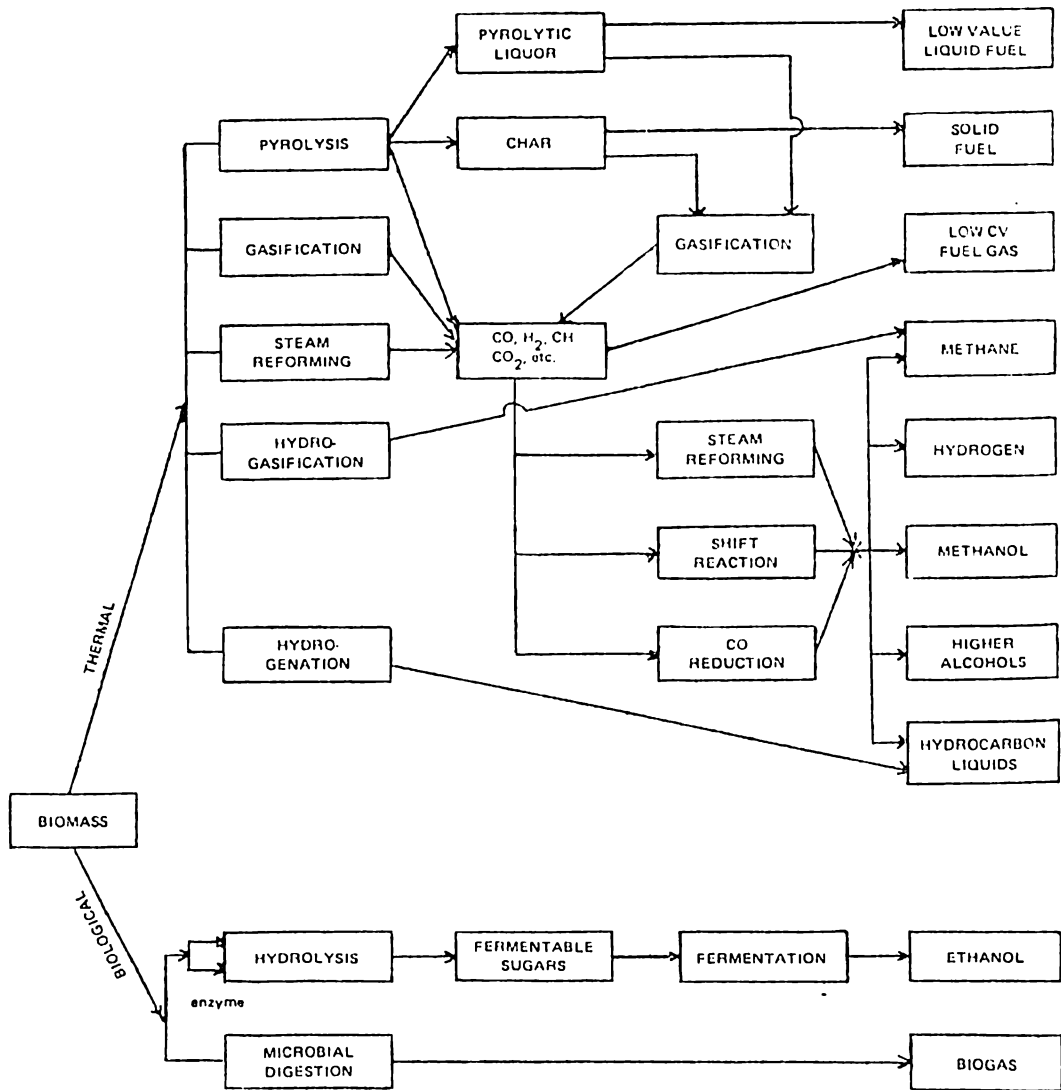 PYROLYTIC
LIQUOR
LOW VALUE
LIQUID FUEL
PYROLYSIS
CHAR
SOLID
FUEL
GASIFICATION
GASIFICATION
LOW CV
FUEL GAS
STEAM
REFORMING
CO, H2, CH
CO2, etc.
METHANE
HYDRO-
GASIFICATION
STEAM
REFORMING
HYDROGEN
SHIFT
REACTION
METHANOL
THERMAL
HYDRO-
GENATION
CO
REDUCTION
HIGHER
ALCOHOLS
HYDROCARBON
LIQUIDS
BIOMASS
BIOLOGICAL
HYDROLYSIS
FERMENTABLE
SUGARS
FERMENTATION
ETHANOL
enzyme
MICROBIAL
DIGESTION
BIOGAS